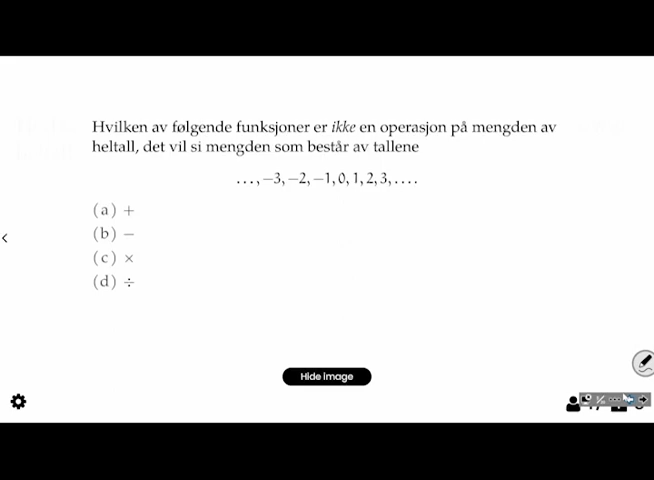 Hvilken av følgende funksjoner er ikke en operasjon på mengden av
heltall, det vil si mengden som består av tallene
..., −3, −2, −1, 0, 1, 2, 3, ....
(a) +
(b) −
(c) ×
(d) ÷
Hide image